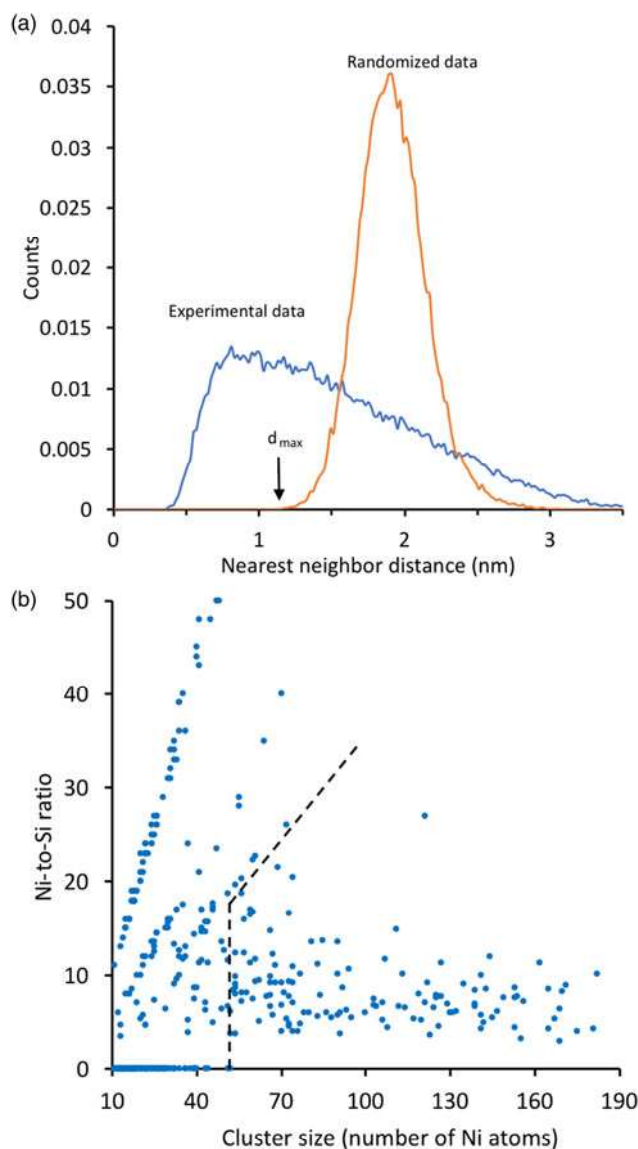 (a)
0.04
0.035
Randomized data
0.03
0.025
Counts
0.02
0.015
Experimental data
0.01
d max
0.005
0
0 1 2 3
Nearest neighbor distance (nm)
(b)
50
40
30
Ni-to-Si ratio
20
10
0
10 40 70 100 130 160 190
Cluster size (number of Ni atoms)